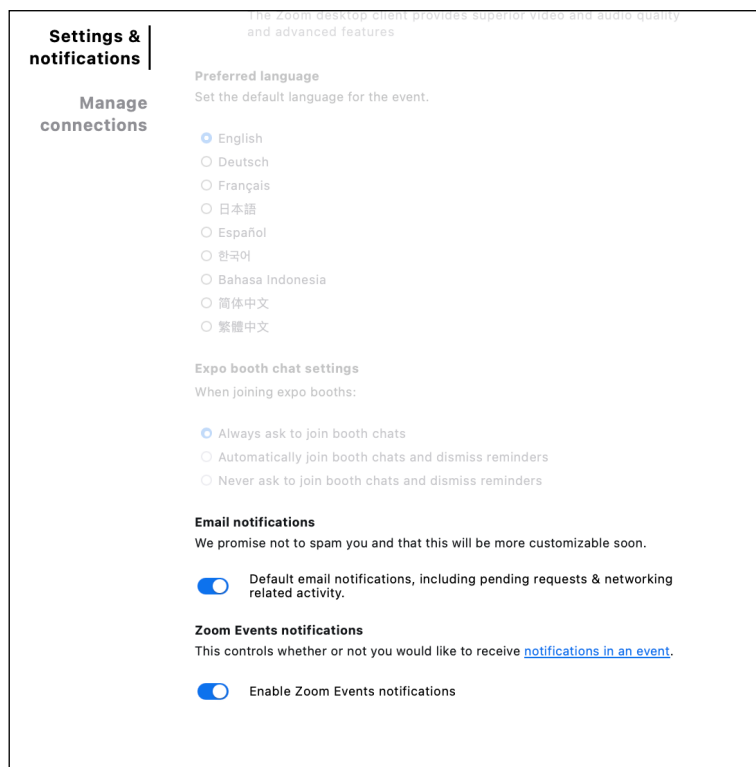 The Zoom desktop client provides superior video and audio quality
and advanced features
Settings &
notifications
Manage
connections
Preferred language
Set the default language for the event.
English
Deutsch
Français
日本語
Español
한국어
Bahasa Indonesia
简体中文
繁體中文
Expo booth chat settings
When joining expo booths:
Always ask to join booth chats
Automatically join booth chats and dismiss reminders
Never ask to join booth chats and dismiss reminders
Email notifications
We promise not to spam you and that this will be more customizable soon.
Default email notifications, including pending requests & networking
related activity.
Zoom Events notifications
This controls whether or not you would like to receive notifications in an event.
Enable Zoom Events notifications